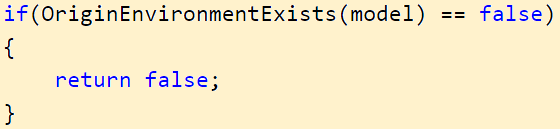 if(OriginEnvironmentExists(model) == false)
{
    return false;
}